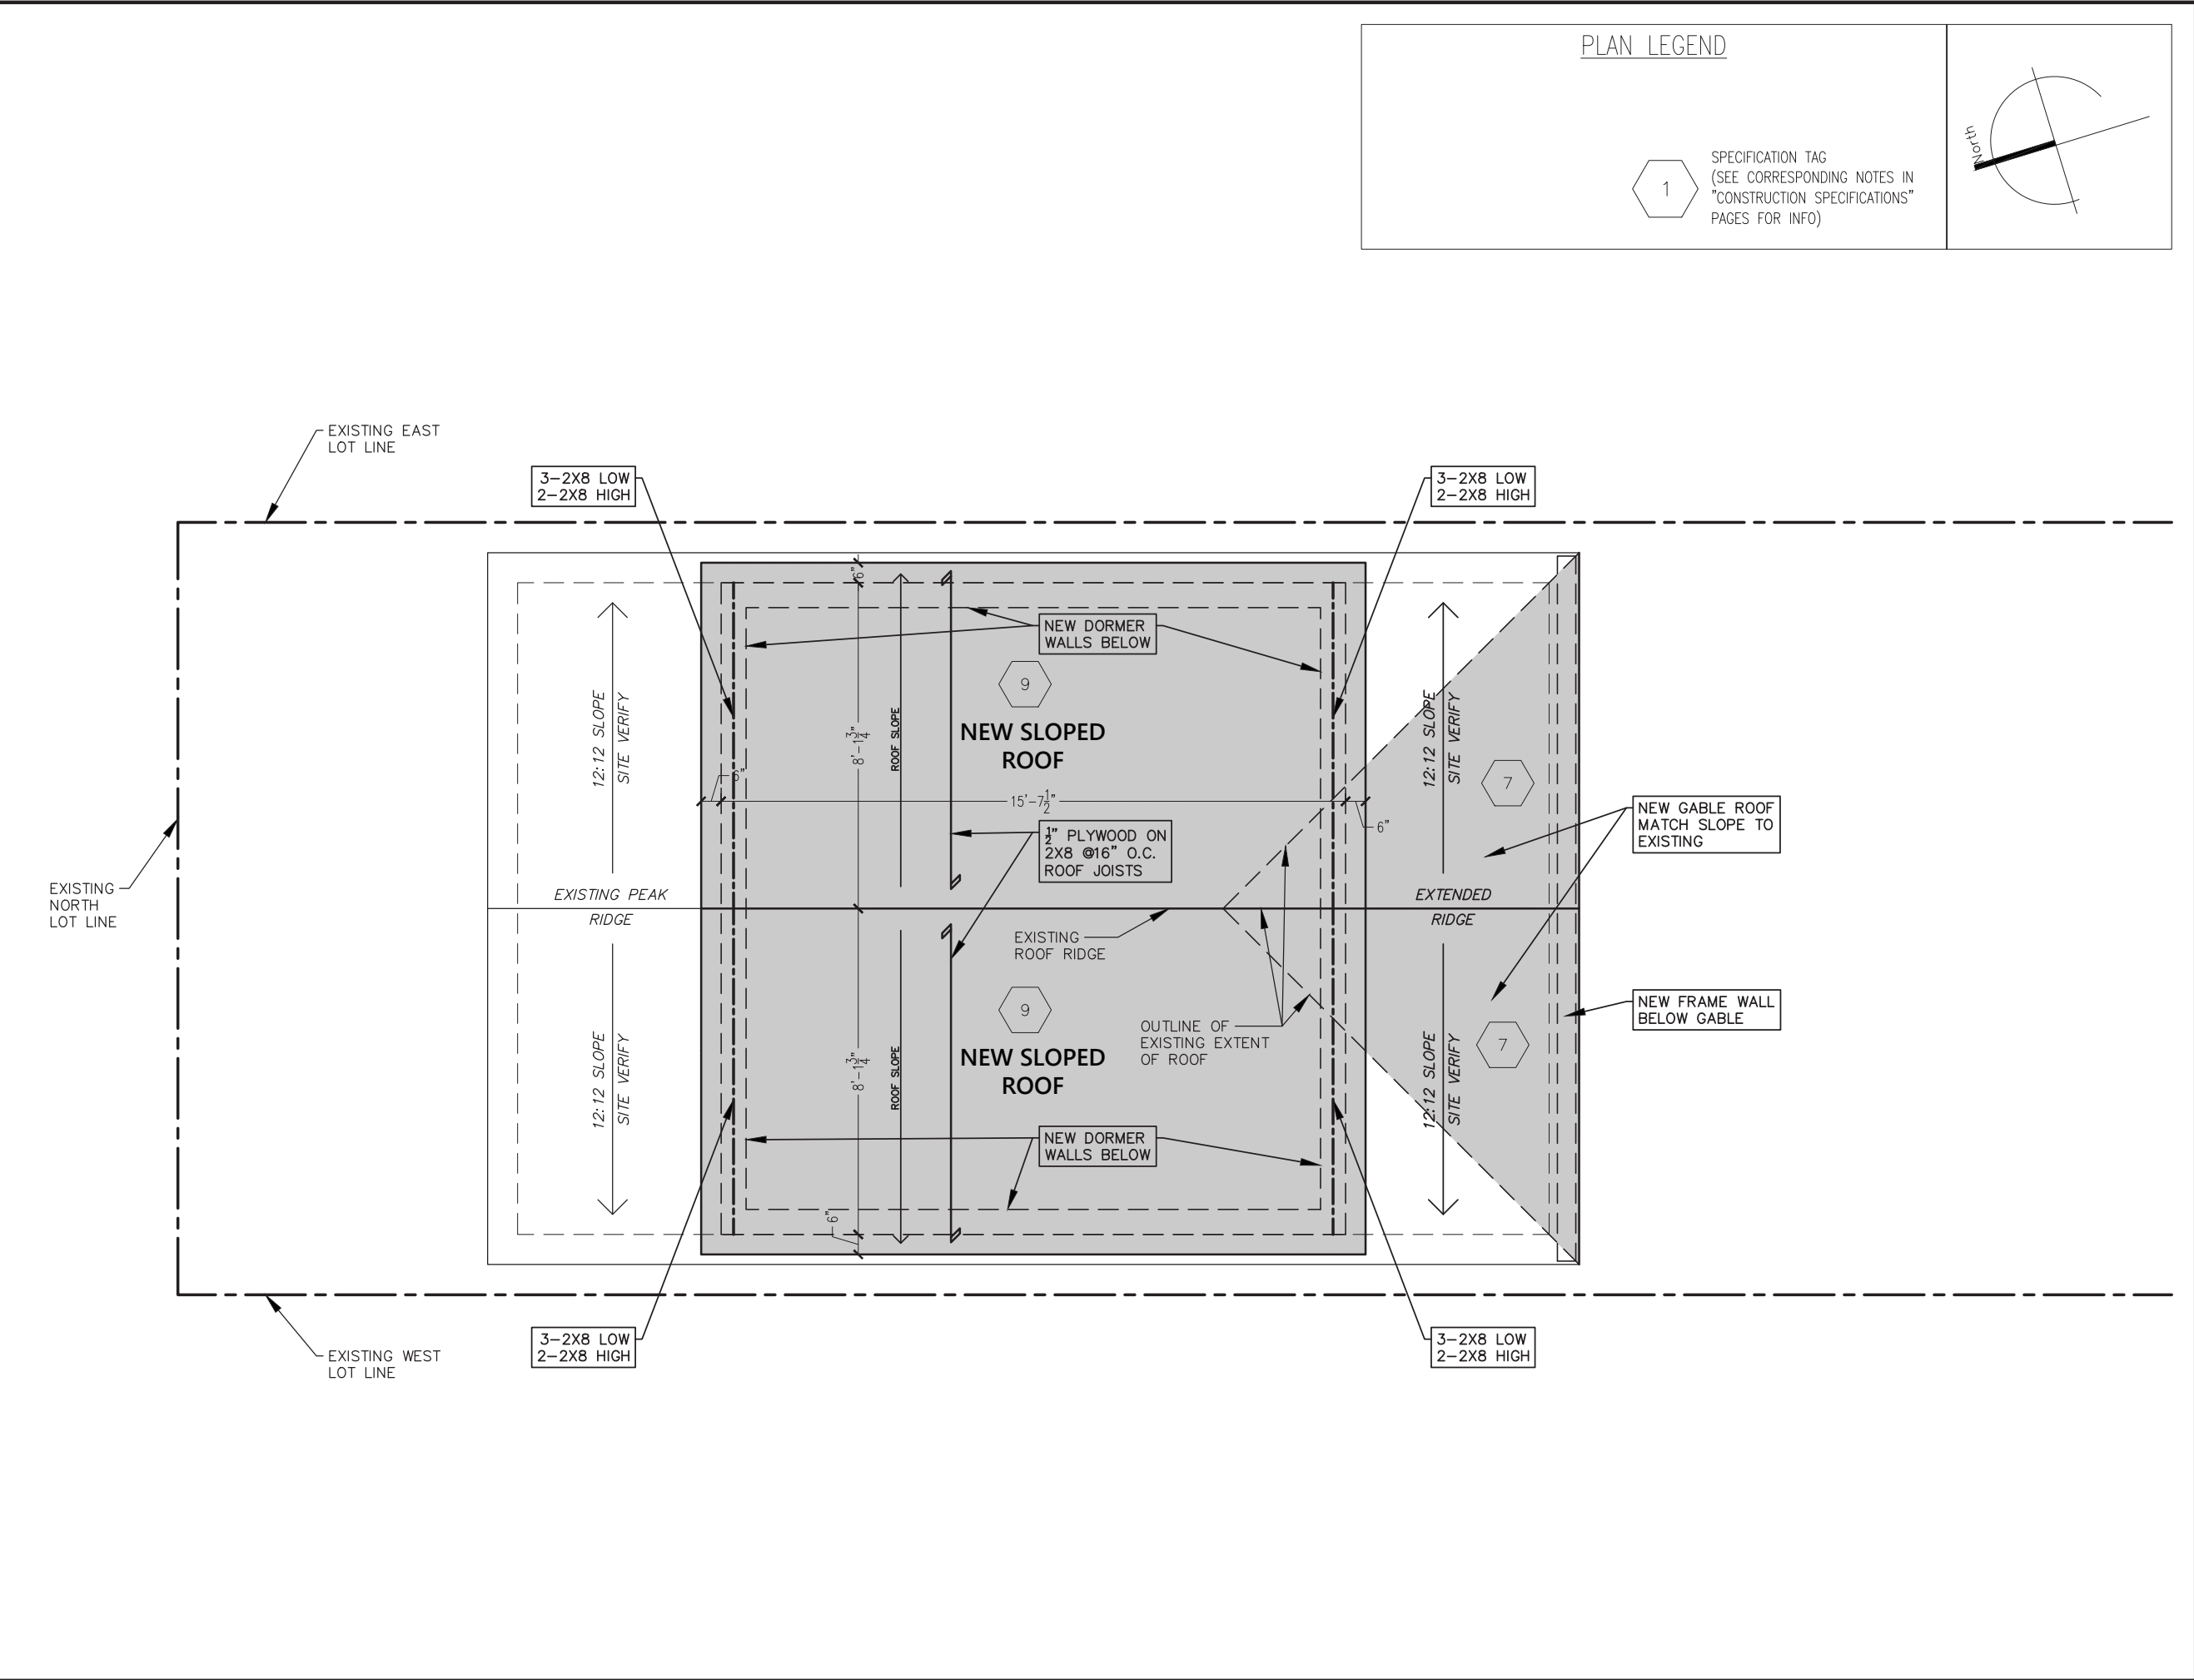 PLAN LEGEND
North
1
SPECIFICATION TAG
(SEE CORRESPONDING NOTES IN
"CONSTRUCTION SPECIFICATIONS"
PAGES FOR INFO)
EXISTING EAST
LOT LINE
3-2X8 LOW
2-2X8 HIGH
3-2X8 LOW
2-2X8 HIGH
6"
NEW DORMER
WALLS BELOW
9
NEW SLOPED
ROOF
12:12 SLOPE
SITE VERIFY
8'-1¾"
ROOF SLOPE
12:12 SLOPE
SITE VERIFY
7
6"
15'-7½"
6"
½" PLYWOOD ON
2X8 @16" O.C.
ROOF JOISTS
NEW GABLE ROOF
MATCH SLOPE TO
EXISTING
EXISTING
NORTH
LOT LINE
EXISTING PEAK
RIDGE
EXTENDED
RIDGE
EXISTING
ROOF RIDGE
9
NEW SLOPED
ROOF
OUTLINE OF
EXISTING EXTENT
OF ROOF
NEW FRAME WALL
BELOW GABLE
12:12 SLOPE
SITE VERIFY
8'-1¾"
ROOF SLOPE
12:12 SLOPE
SITE VERIFY
7
NEW DORMER
WALLS BELOW
6"
3-2X8 LOW
2-2X8 HIGH
3-2X8 LOW
2-2X8 HIGH
EXISTING WEST
LOT LINE